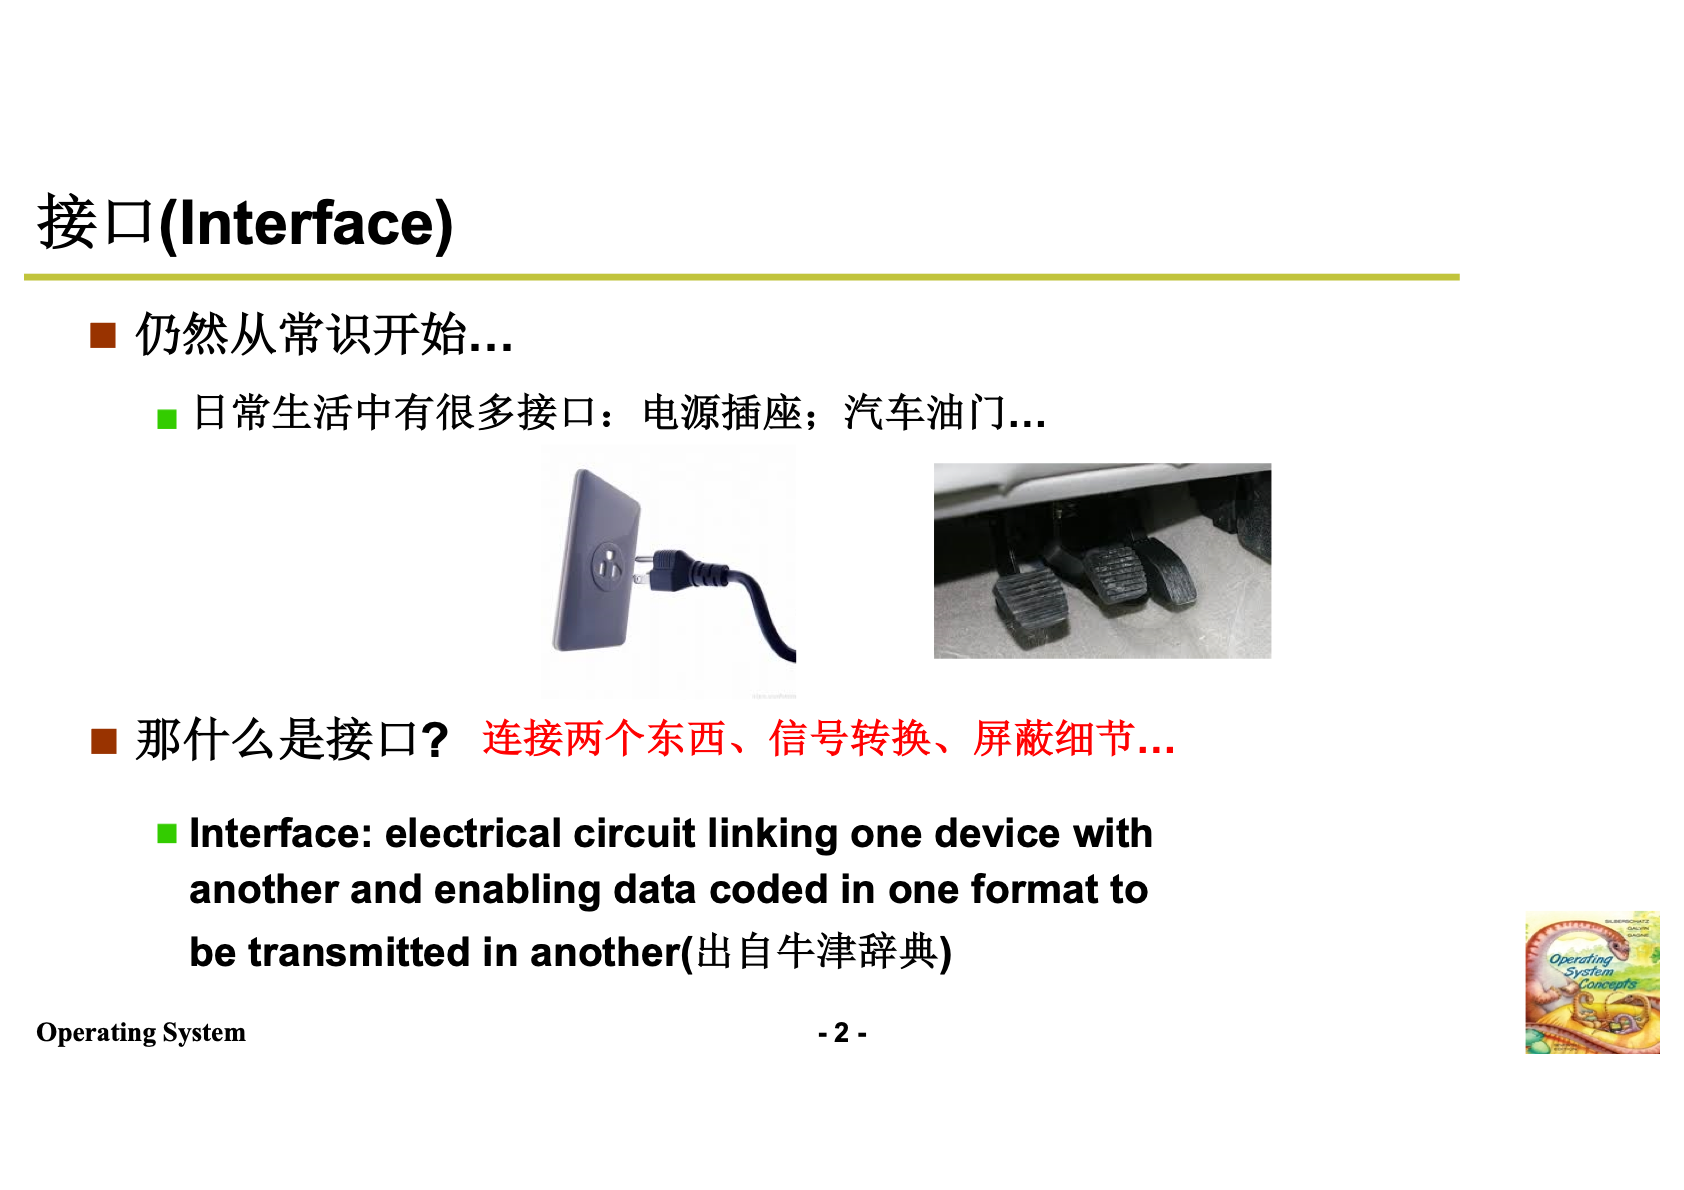 接口(Interface)
仍然从常识开始…
日常生活中有很多接口：电源插座；汽车油门…
那什么是接口? 连接两个东西、信号转换、屏蔽细节…
Interface: electrical circuit linking one device with
another and enabling data coded in one format to
be transmitted in another(出自牛津辞典)
SILBERSCHATZ
GALVIN
GAGNE
Operating
System
Concepts
Operating System
- 2 -